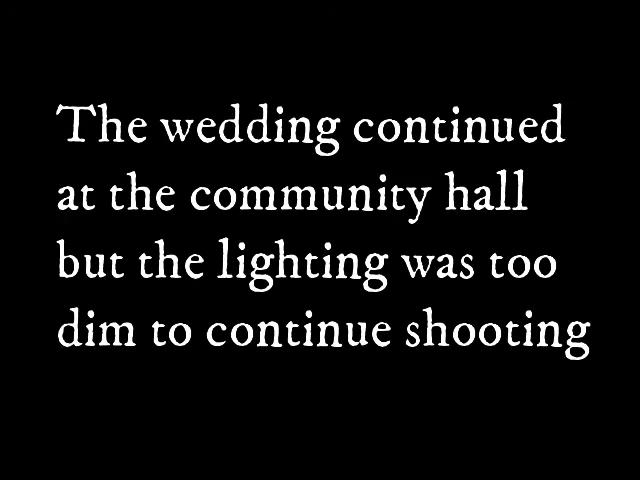 The wedding continued
at the community hall
but the lighting was too
dim to continue shooting